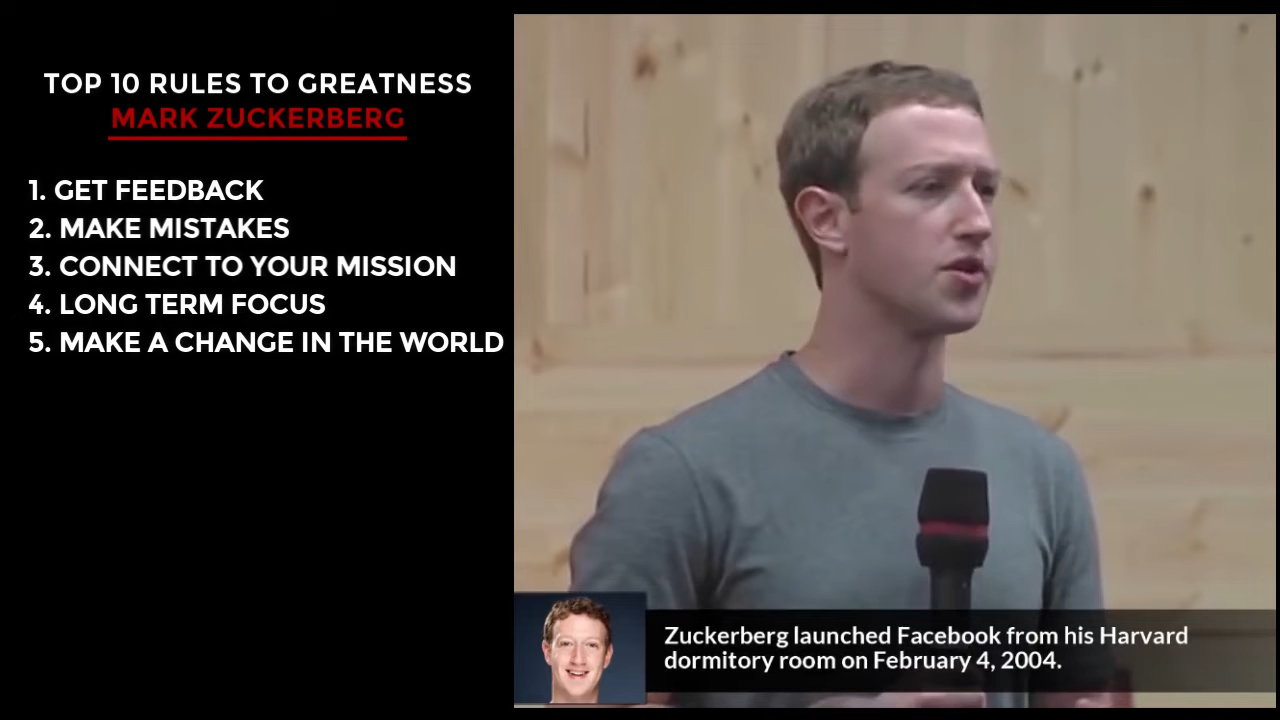 TOP 10 RULES TO GREATNESS
MARK ZUCKERBERG
1. GET FEEDBACK
2. MAKE MISTAKES
3. CONNECT TO YOUR MISSION
4. LONG TERM FOCUS
5. MAKE A CHANGE IN THE WORLD
Zuckerberg launched Facebook from his Harvard
dormitory room on February 4, 2004.